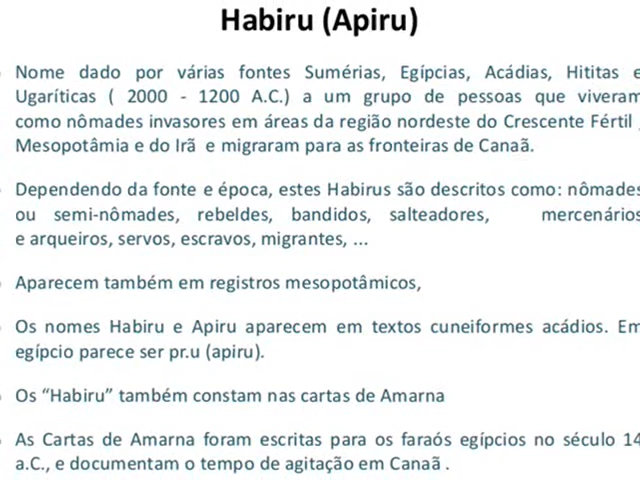 Habiru (Apiru)
Nome dado por várias fontes Sumérias, Egípcias, Acádias, Hititas e
Ugaríticas ( 2000 - 1200 A.C.) a um grupo de pessoas que viveram
como nômades invasores em áreas da região nordeste do Crescente Fértil ,
Mesopotâmia e do Irã e migraram para as fronteiras de Canaã.
Dependendo da fonte e época, estes Habirus são descritos como: nômades
ou semi-nômades, rebeldes, bandidos, salteadores, mercenários
e arqueiros, servos, escravos, migrantes, ...
Aparecem também em registros mesopotâmicos,
Os nomes Habiru e Apiru aparecem em textos cuneiformes acádios. Em
egípcio parece ser pr.u (apiru).
Os “Habiru” também constam nas cartas de Amarna
As Cartas de Amarna foram escritas para os faraós egípcios no século 14
a.C., e documentam o tempo de agitação em Canaã .